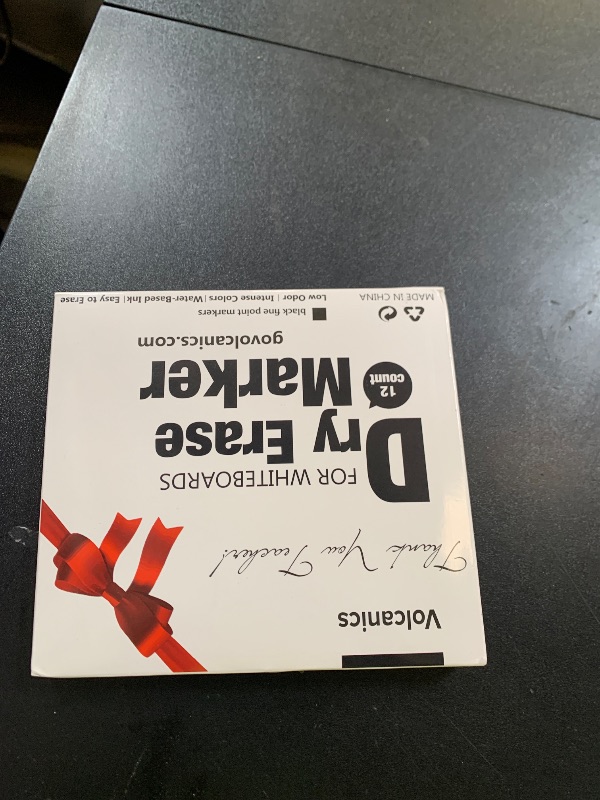 Volcanics
Thank You Teacher!
FOR WHITEBOARDS
Dry Erase
Marker
12
count
govolcanics.com
black fine point markers
Low Odor | Intense Colors | Water-Based Ink | Easy to Erase
MADE IN CHINA